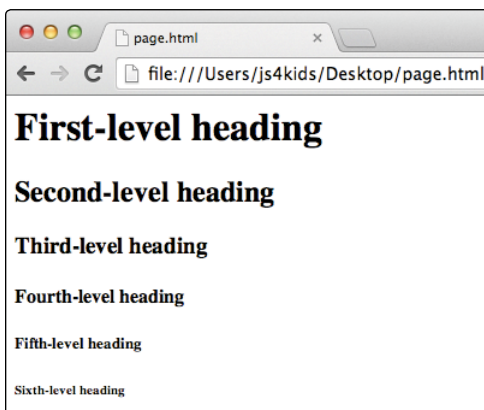 page.html
file:///Users/js4kids/Desktop/page.html
First-level heading
Second-level heading
Third-level heading
Fourth-level heading
Fifth-level heading
Sixth-level heading